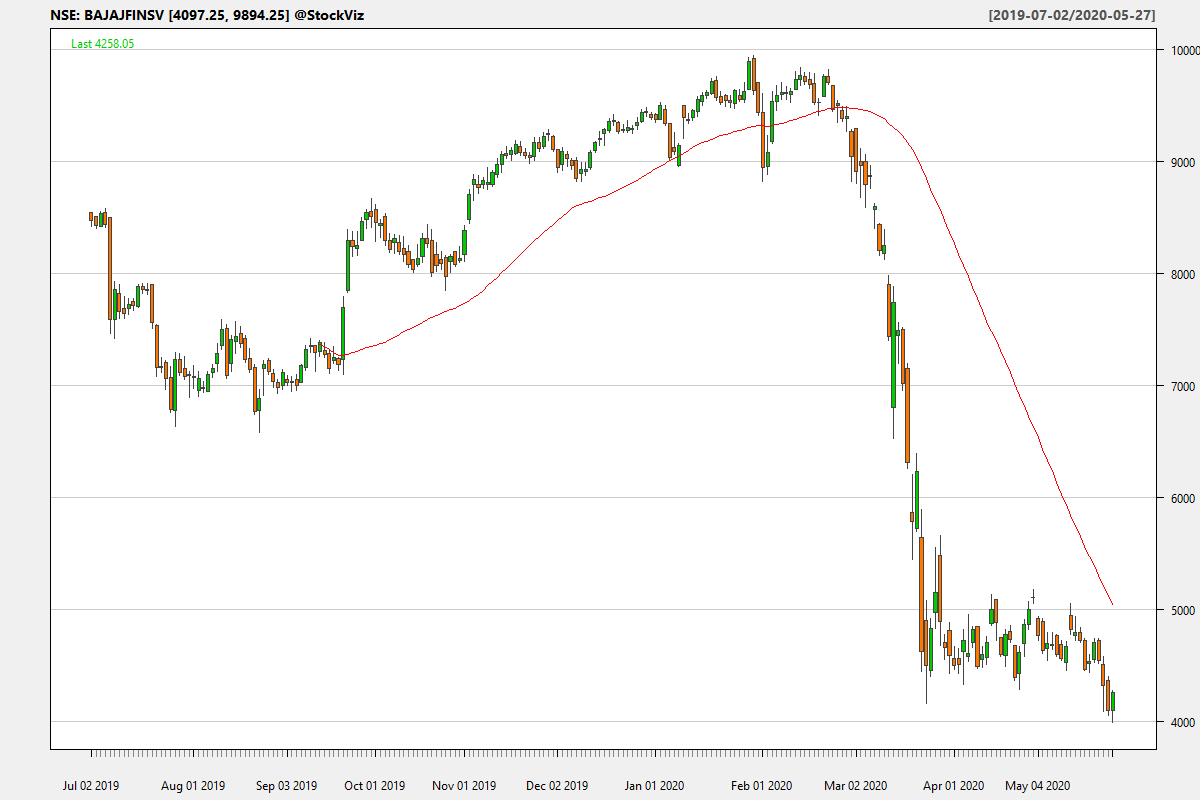 NSE: BAJAJFINSV [4097.25, 9894.25] @StockViz [2019-07-02/2020-05-27]
Last 4258.05
10000
9000
8000
7000
6000
5000
4000
Jul 02 2019 Aug 01 2019 Sep 03 2019 Oct 01 2019 Nov 01 2019 Dec 02 2019 Jan 01 2020 Feb 01 2020 Mar 02 2020 Apr 01 2020 May 04 2020